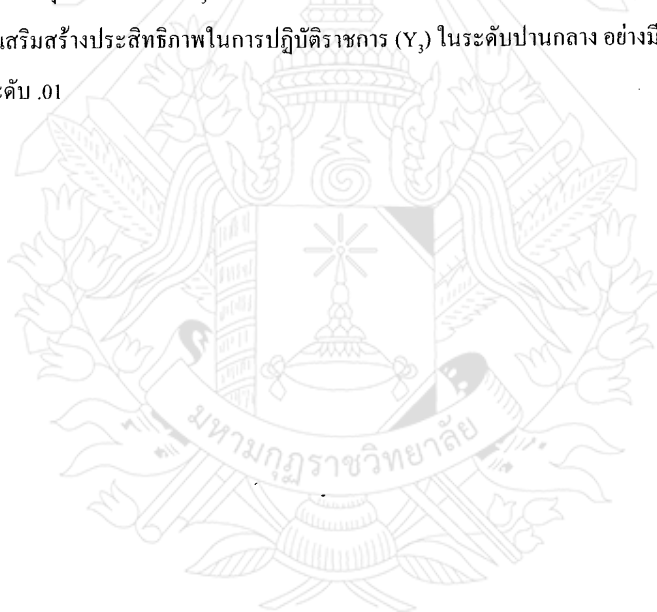 นเสริมสร้างประสิทธิภาพในการปฏิบัติราชการ (Y₃) ในระดับปานกลาง อย่างมี
ะดับ .01
มหามกุฏราชวิทยาลัย